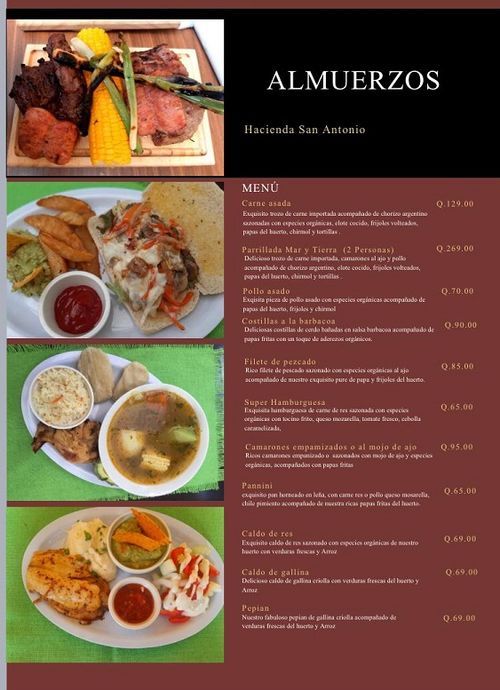 ALMUERZOS
Hacienda San Antonio
MENÚ
Carne asada Q.129.00
Exquisito trozo de carne importada acompañado de chorizo argentino
sazonadas con especies orgánicas, elote cocido, frijoles volteados,
papas del huerto, chirmol y tortillas .
Parrillada Mar y Tierra (2 Personas) Q.269.00
Delicioso trozo de carne importada, camarones al ajo y pollo
acompañado de chorizo argentino, elote cocido, frijoles volteados,
papas del huerto, chirmol y tortillas .
Pollo asado Q.70.00
Exqisita pieza de pollo asado con especies orgánicas acompañado de
papas del huerto, frijoles y chirmol
Costillas a la barbacoa Q.90.00
Deliciosas costillas de cerdo bañadas en salsa barbacoa acompañado de
papas fritas con un toque de aderezos orgánicos.
Filete de pezcado Q.85.00
Rico filete de pescado sazonado con especies orgánicas al ajo
acompañado de nuestro exquisito pure de papa y frijoles del huerto.
Super Hamburguesa Q.65.00
Exquisita hamburguesa de carne de res sazonada con especies
orgánicas con tocino frito, queso mozarella, tomate fresco, cebolla
caramelizada,
Camarones empamizados o al mojo de ajo Q.95.00
Ricos camarones empanizado o sazonados con mojo de ajo y especies
orgánicas, acompañados con papas fritas
Pannini Q.65.00
exquisito pan horneado en leña, con carne res o pollo queso mosarella,
chile pimiento acompañado de nuestra ricas papas fritas del huerto.
Caldo de res Q.69.00
Exquisito caldo de res sazonado con especies orgánicas de nuestro
huerto con verduras frescas y Arroz
Caldo de gallina Q.69.00
Delicioso caldo de gallina criolla con verduras frescas del huerto y
Arroz
Pepian Q.69.00
Nuestro fabuloso pepian de gallina criolla acompañado de
verduras frescas del huerto y Arroz